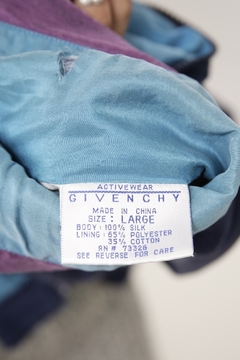 ACTIVEWEAR
GIVENCHY
MADE IN CHINA
SIZE: LARGE
BODY: 100% SILK
LINING: 65% POLYESTER
35% COTTON
RN# 73326
SEE REVERSE FOR CARE